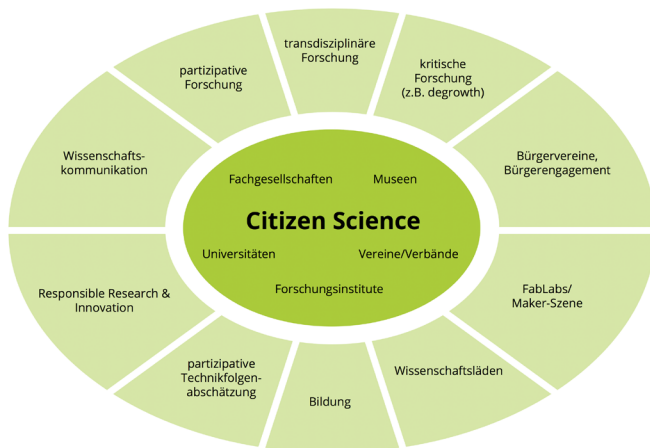 transdisziplinäre
Forschung
partizipative
Forschung
kritische
Forschung
(z.B. degrowth)
Wissenschafts-
kommunikation
Bürgervereine,
Bürgerengagement
Fachgesellschaften
Museen
Citizen Science
Universitäten
Vereine/Verbände
Forschungsinstitute
Responsible Research &
Innovation
FabLabs/
Maker-Szene
partizipative
Technikfolgen-
abschätzung
Bildung
Wissenschaftsläden